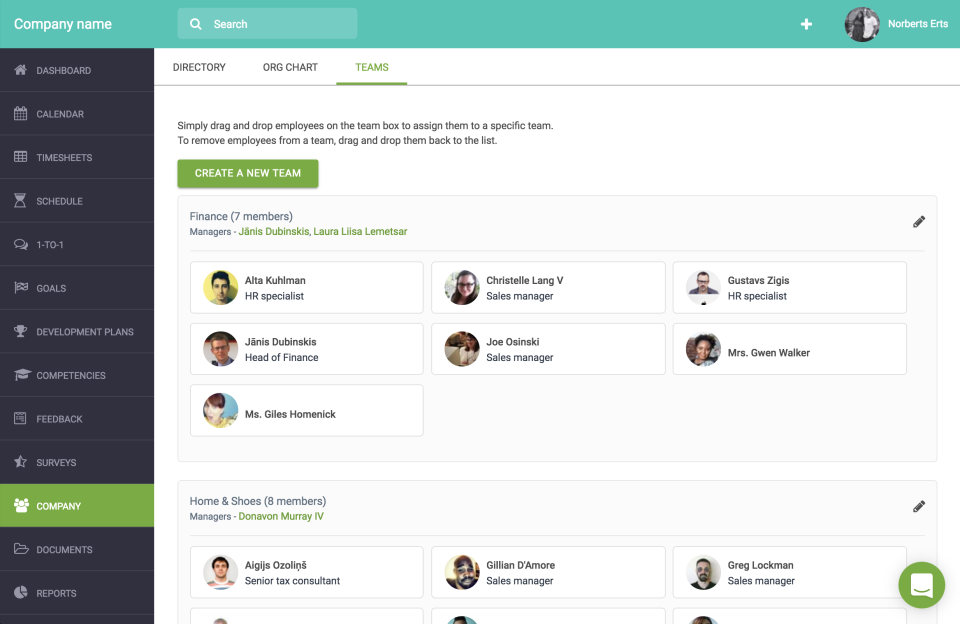 Company name
Search
Norberts Erts
DASHBOARD
CALENDAR
TIMESHEETS
SCHEDULE
1-TO-1
GOALS
DEVELOPMENT PLANS
COMPETENCIES
FEEDBACK
SURVEYS
COMPANY
DOCUMENTS
REPORTS
DIRECTORY
ORG CHART
TEAMS
Simply drag and drop employees on the team box to assign them to a specific team.
To remove employees from a team, drag and drop them back to the list.
CREATE A NEW TEAM
Finance (7 members)
Managers - Jānis Dubinskis, Laura Liisa Lemetsar
Alta Kuhlman
HR specialist
Christelle Lang V
Sales manager
Gustavs Zigis
HR specialist
Jānis Dubinskis
Head of Finance
Joe Osinski
Sales manager
Mrs. Gwen Walker
Ms. Giles Homenick
Home & Shoes (8 members)
Managers - Donavon Murray IV
Aigijs Ozoliņš
Senior tax consultant
Gillian D'Amore
Sales manager
Greg Lockman
Sales manager